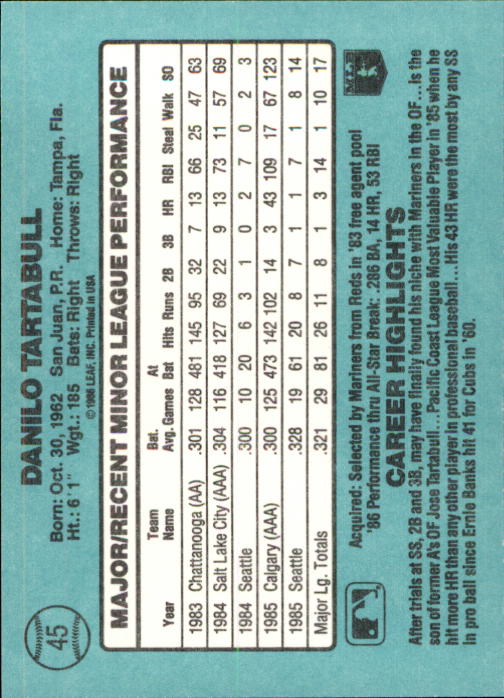 45
DANILO TARTABULL
Born: Oct. 30, 1962 San Juan, P.R. Home: Tampa, Fla.
Ht.: 6'1" Wgt.: 185 Bats: Right Throws: Right
© 1986 LEAF, INC. Printed in USA
MAJOR/RECENT MINOR LEAGUE PERFORMANCE
Team Bat. At
Year Name Avg. Games Bat Hits Runs 2B 3B HR RBI Steal Walk SO
1983 Chattanooga (AA) .301 128 481 145 95 32 7 13 66 25 47 63
1984 Salt Lake City (AAA) .304 116 418 127 69 22 9 13 73 11 57 69
1984 Seattle .300 10 20 6 3 1 0 2 7 0 2 3
1985 Calgary (AAA) .300 125 473 142 102 14 3 43 109 17 67 123
1985 Seattle .328 19 61 20 8 7 1 1 7 1 8 14
Major Lg. Totals .321 29 81 26 11 8 1 3 14 1 10 17
Acquired: Selected by Mariners from Reds in '83 free agent pool
'86 Performance thru All-Star Break: .286 BA, 14 HR, 53 RBI
CAREER HIGHLIGHTS
MLB
After trials at SS, 2B and 3B, may have finally found his niche with Mariners in the OF...is the
son of former A's OF Jose Tartabull...Pacific Coast League Most Valuable Player in '85 when he
hit more HR than any other player in professional baseball...His 43 HR were the most by any SS
in pro ball since Ernie Banks hit 41 for Cubs in '60.